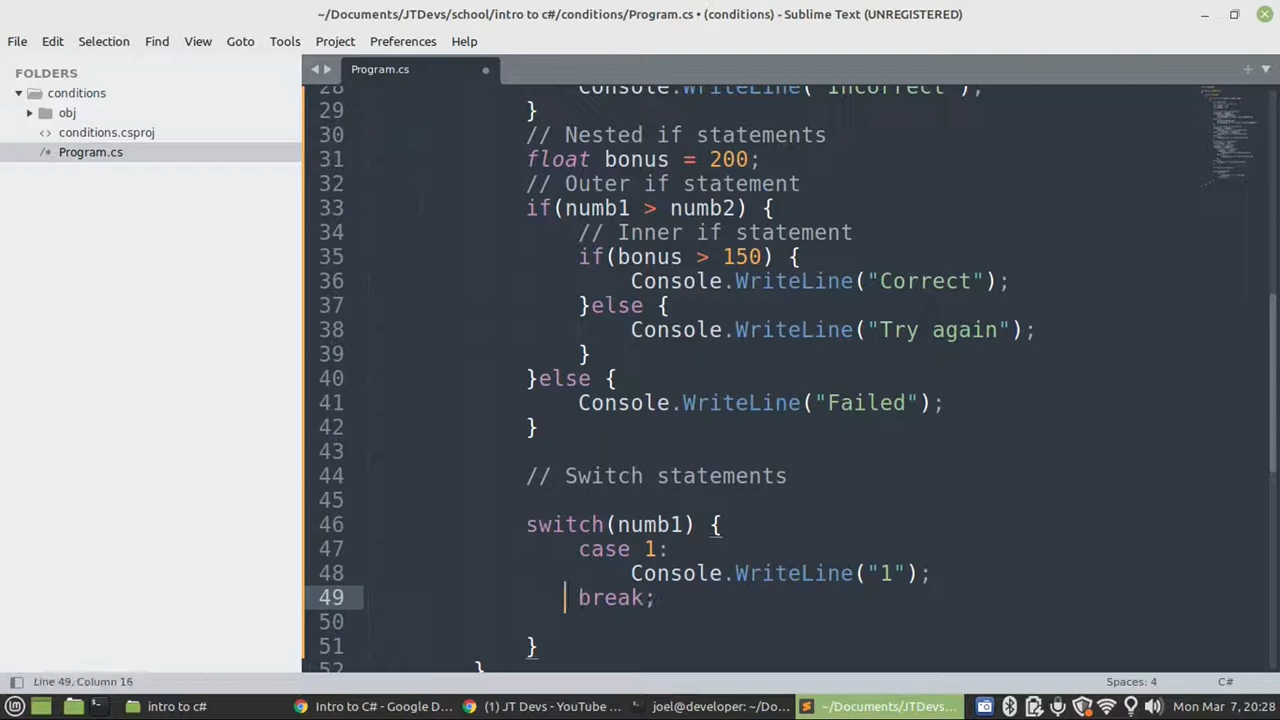 ~/Documents/JTDevs/school/intro to c#/conditions/Program.cs • (conditions) - Sublime Text (UNREGISTERED)
File Edit Selection Find View Goto Tools Project Preferences Help
FOLDERS
conditions
obj
conditions.csproj
/* Program.cs
Program.cs
28 Console.WriteLine("Incorrect");
29 }
30 // Nested if statements
31 float bonus = 200;
32 // Outer if statement
33 if(numb1 > numb2) {
34 // Inner if statement
35 if(bonus > 150) {
36 Console.WriteLine("Correct");
37 }else {
38 Console.WriteLine("Try again");
39 }
40 }else {
41 Console.WriteLine("Failed");
42 }
43
44 // Switch statements
45
46 switch(numb1) {
47 case 1:
48 Console.WriteLine("1");
49 break;
50
51 }
52 }
Line 49, Column 16 Spaces: 4 C#
intro to c# Intro to C# - Google D... (1) JT Devs - YouTube ... joel@developer: ~/Do... ~/Documents/JTDevs... Mon Mar 7, 20:28